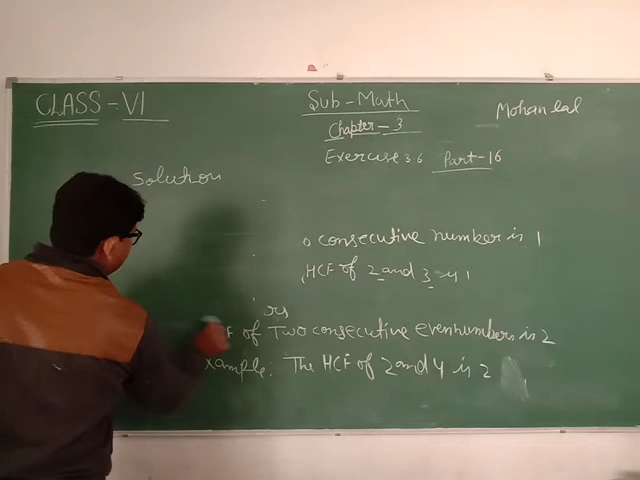 CLASS-VI
Sub-Math
Mohanlal
Chapter-3
Exercise 3.6 Part-16
Solution
o consecutive number is 1
HCF of 2 and 3 is 1
rs
F of Two consecutive even numbers is 2
xample: The HCF of 2 and 4 is 2